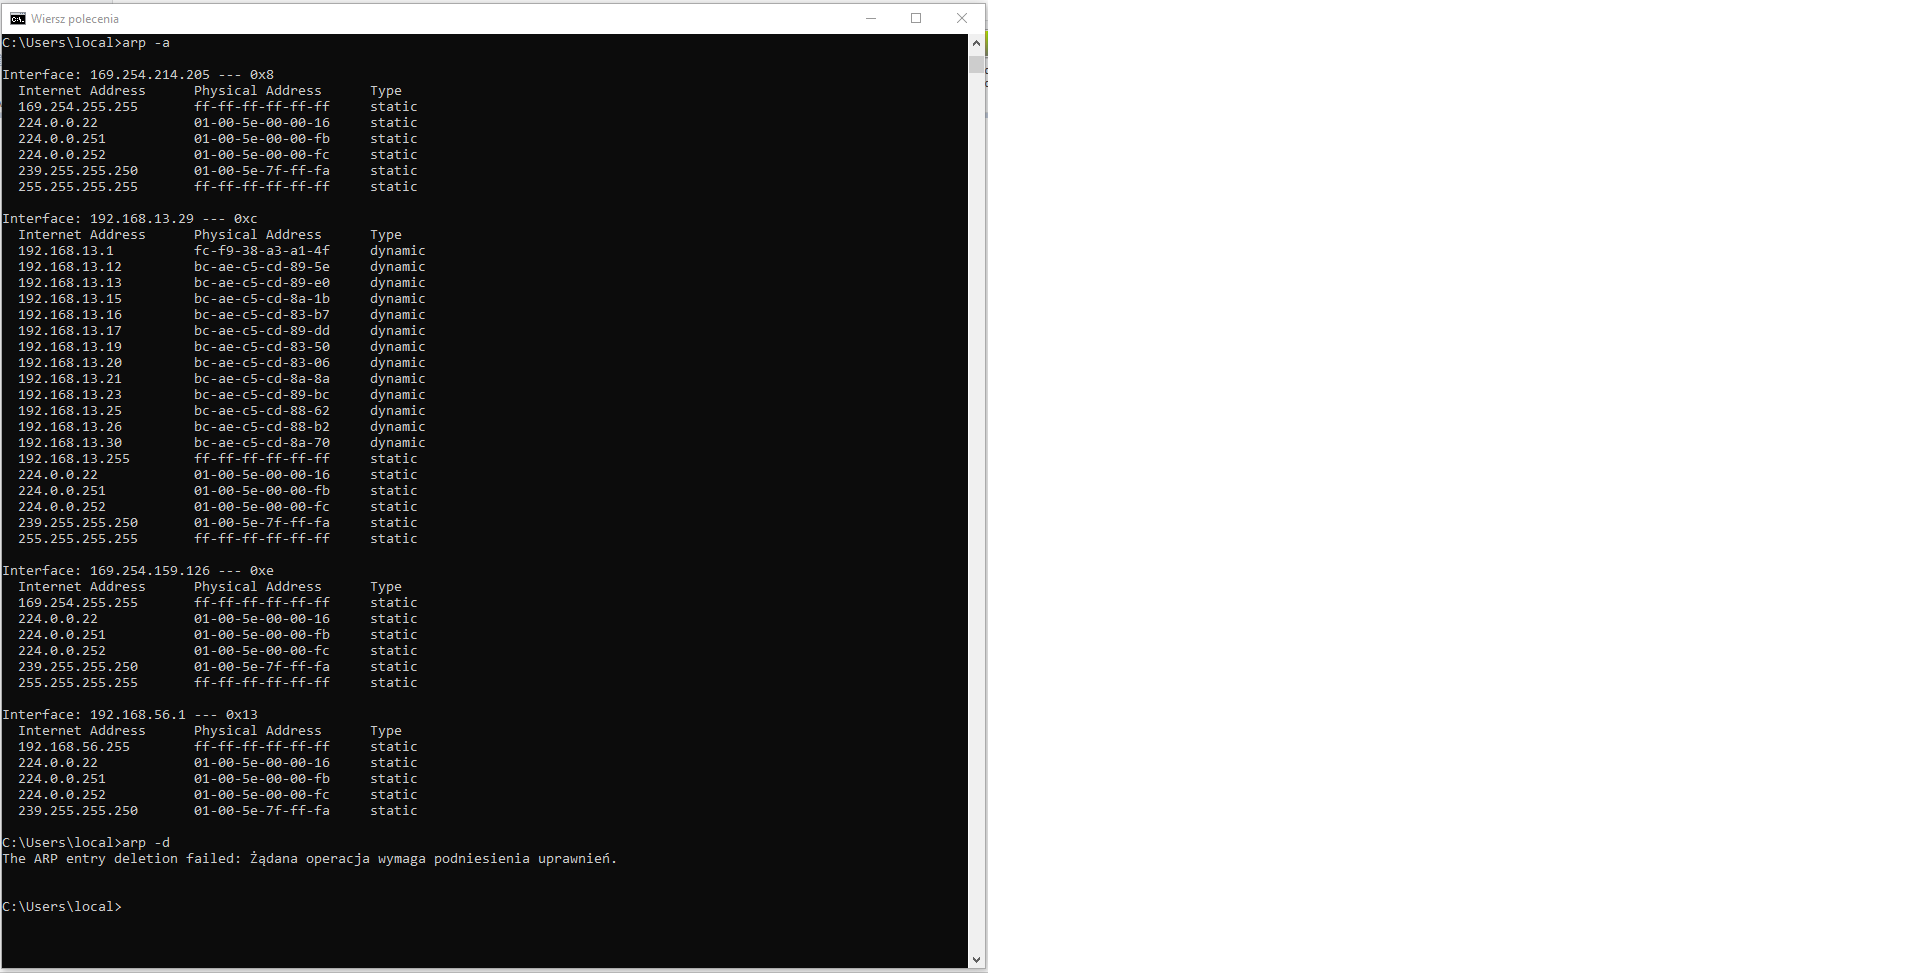 Wiersz polecenia
C:\Users\local>arp -a
Interface: 169.254.214.205 --- 0x8
Internet Address Physical Address Type
169.254.255.255 ff-ff-ff-ff-ff-ff static
224.0.0.22 01-00-5e-00-00-16 static
224.0.0.251 01-00-5e-00-00-fb static
224.0.0.252 01-00-5e-00-00-fc static
239.255.255.250 01-00-5e-7f-ff-fa static
255.255.255.255 ff-ff-ff-ff-ff-ff static
Interface: 192.168.13.29 --- 0xc
Internet Address Physical Address Type
192.168.13.1 fc-f9-38-a3-a1-4f dynamic
192.168.13.12 bc-ae-c5-cd-89-5e dynamic
192.168.13.13 bc-ae-c5-cd-89-e0 dynamic
192.168.13.15 bc-ae-c5-cd-8a-1b dynamic
192.168.13.16 bc-ae-c5-cd-83-b7 dynamic
192.168.13.17 bc-ae-c5-cd-89-dd dynamic
192.168.13.19 bc-ae-c5-cd-83-50 dynamic
192.168.13.20 bc-ae-c5-cd-83-06 dynamic
192.168.13.21 bc-ae-c5-cd-8a-8a dynamic
192.168.13.23 bc-ae-c5-cd-89-bc dynamic
192.168.13.25 bc-ae-c5-cd-88-62 dynamic
192.168.13.26 bc-ae-c5-cd-88-b2 dynamic
192.168.13.30 bc-ae-c5-cd-8a-70 dynamic
192.168.13.255 ff-ff-ff-ff-ff-ff static
224.0.0.22 01-00-5e-00-00-16 static
224.0.0.251 01-00-5e-00-00-fb static
224.0.0.252 01-00-5e-00-00-fc static
239.255.255.250 01-00-5e-7f-ff-fa static
255.255.255.255 ff-ff-ff-ff-ff-ff static
Interface: 169.254.159.126 --- 0xe
Internet Address Physical Address Type
169.254.255.255 ff-ff-ff-ff-ff-ff static
224.0.0.22 01-00-5e-00-00-16 static
224.0.0.251 01-00-5e-00-00-fb static
224.0.0.252 01-00-5e-00-00-fc static
239.255.255.250 01-00-5e-7f-ff-fa static
255.255.255.255 ff-ff-ff-ff-ff-ff static
Interface: 192.168.56.1 --- 0x13
Internet Address Physical Address Type
192.168.56.255 ff-ff-ff-ff-ff-ff static
224.0.0.22 01-00-5e-00-00-16 static
224.0.0.251 01-00-5e-00-00-fb static
224.0.0.252 01-00-5e-00-00-fc static
239.255.255.250 01-00-5e-7f-ff-fa static
C:\Users\local>arp -d
The ARP entry deletion failed: Żądana operacja wymaga podniesienia uprawnień.
C:\Users\local>